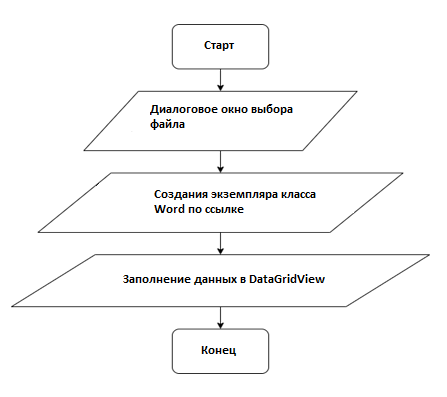 Старт
Диалоговое окно выбора
файла
Создания экземпляра класса
Word по ссылке
Заполнение данных в DataGridView
Конец